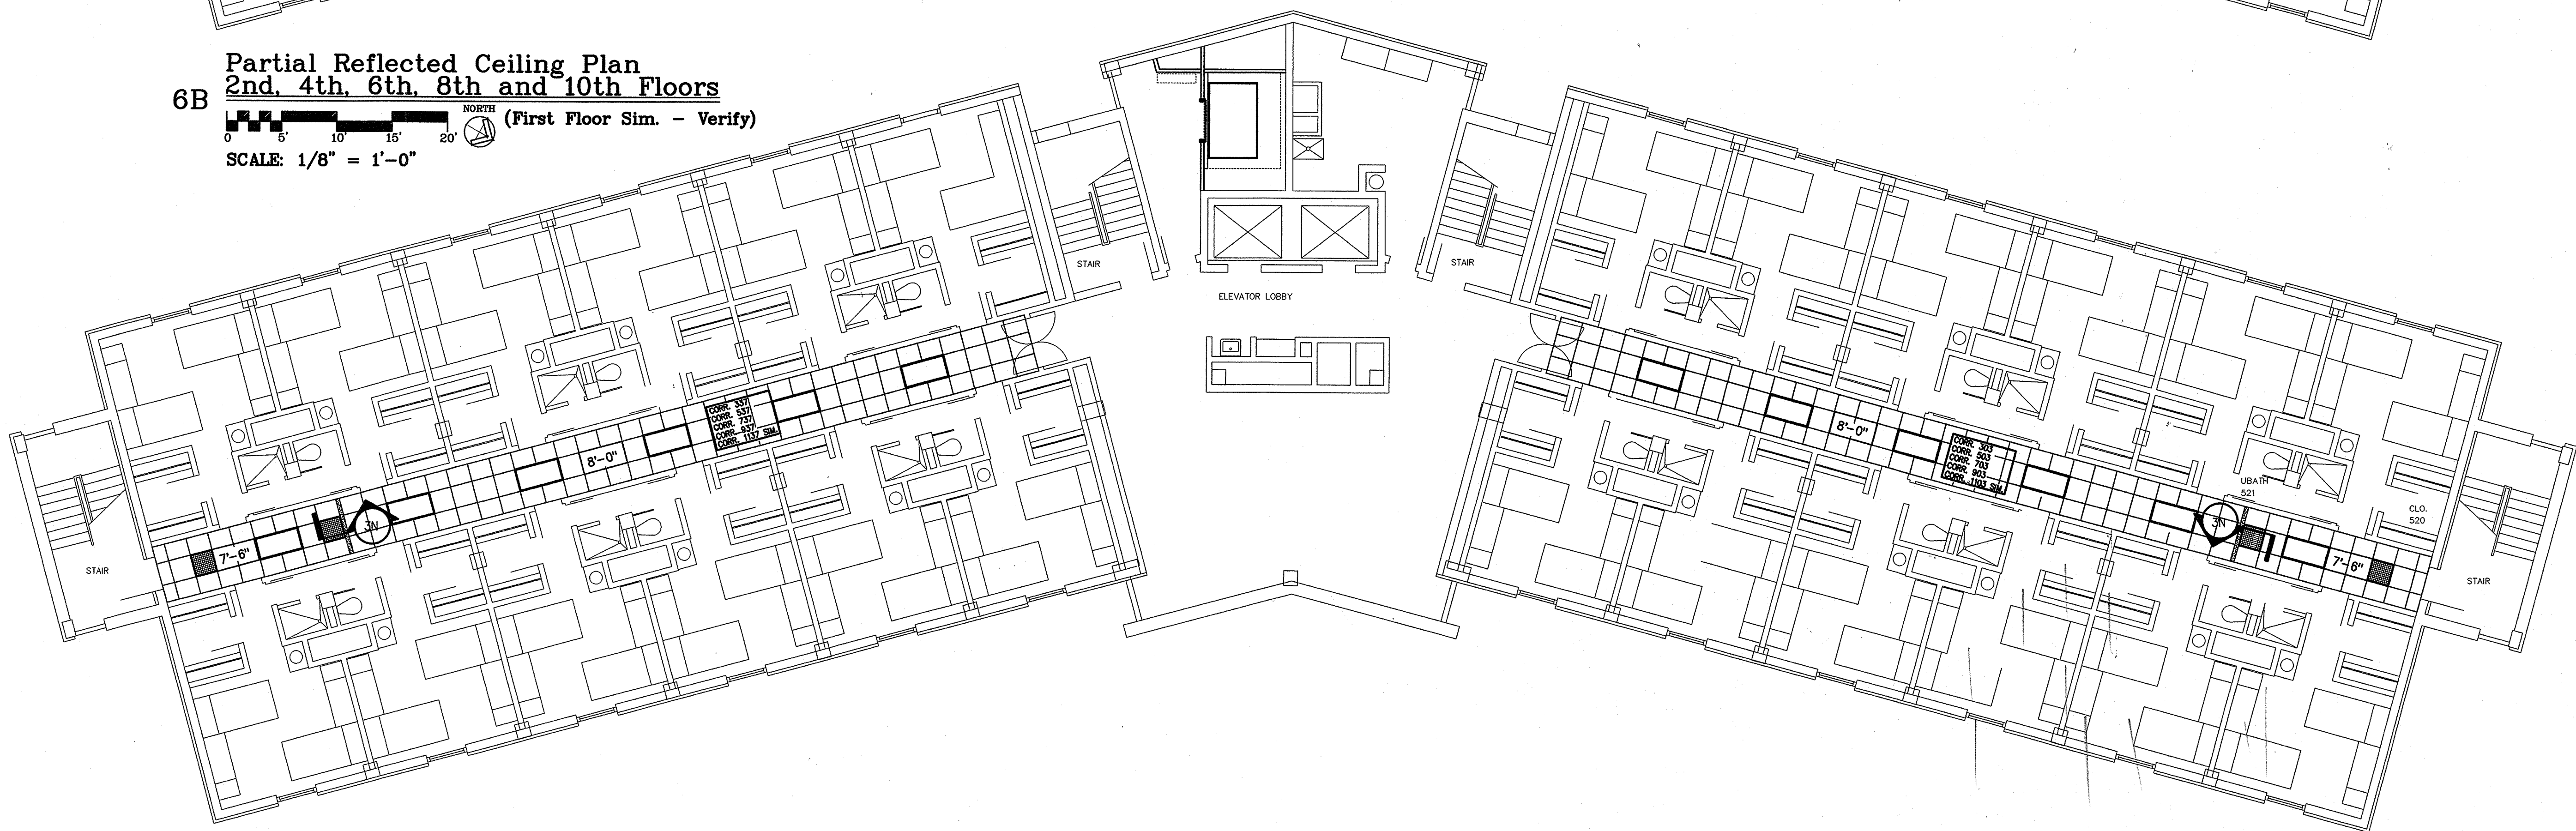 Partial Reflected Ceiling Plan
6B 2nd, 4th, 6th, 8th and 10th Floors
NORTH
(First Floor Sim. - Verify)
0 5' 10' 15' 20'
SCALE: 1/8" = 1'-0"
STAIR
STAIR
ELEVATOR LOBBY
CORR. 337
CORR. 537
CORR. 737
CORR. 937
CORR. 1137 SIM.
8'-0"
8'-0"
CORR. 303
CORR. 503
CORR. 703
CORR. 903
CORR. 1103 SIM.
UBATH
521
CLO.
520
3N
3N
7'-6"
7'-6"
STAIR
STAIR